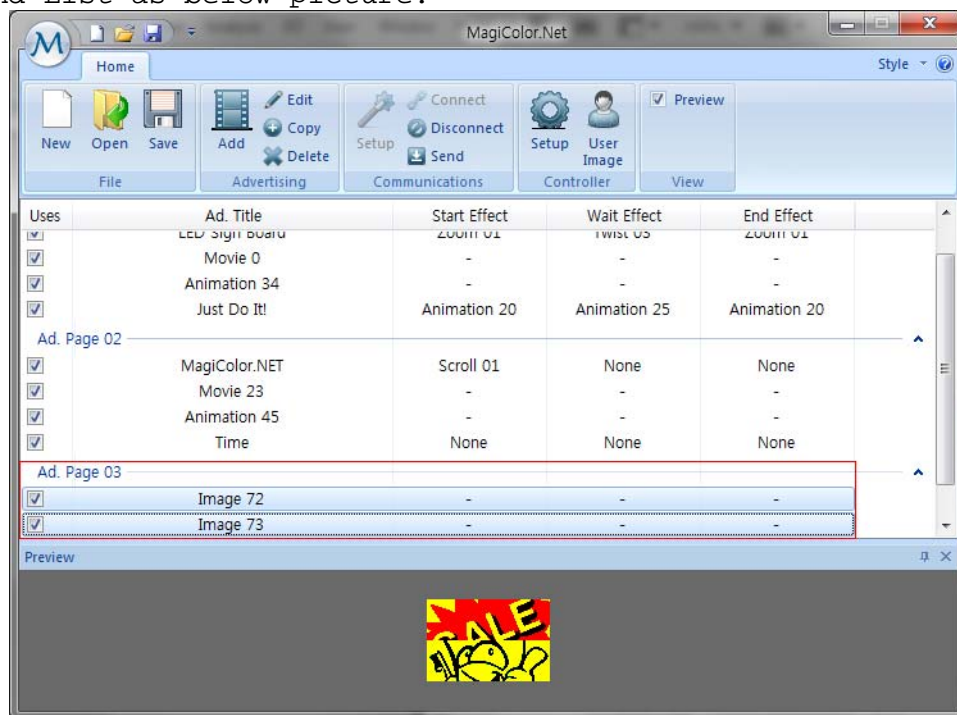 List as below picture.
MagiColor.Net
Home
Style
New Open Save
Add
Edit
Copy
Delete
Setup
Connect
Disconnect
Send
Setup
User Image
Preview
File Advertising Communications Controller View
Uses Ad. Title Start Effect Wait Effect End Effect
LED Sign Board Zoom 01 Twist 03 Zoom 01
Movie 0 - - -
Animation 34 - - -
Just Do It! Animation 20 Animation 25 Animation 20
Ad. Page 02
MagiColor.NET Scroll 01 None None
Movie 23 - - -
Animation 45 - - -
Time None None None
Ad. Page 03
Image 72 - - -
Image 73 - - -
Preview
SALE